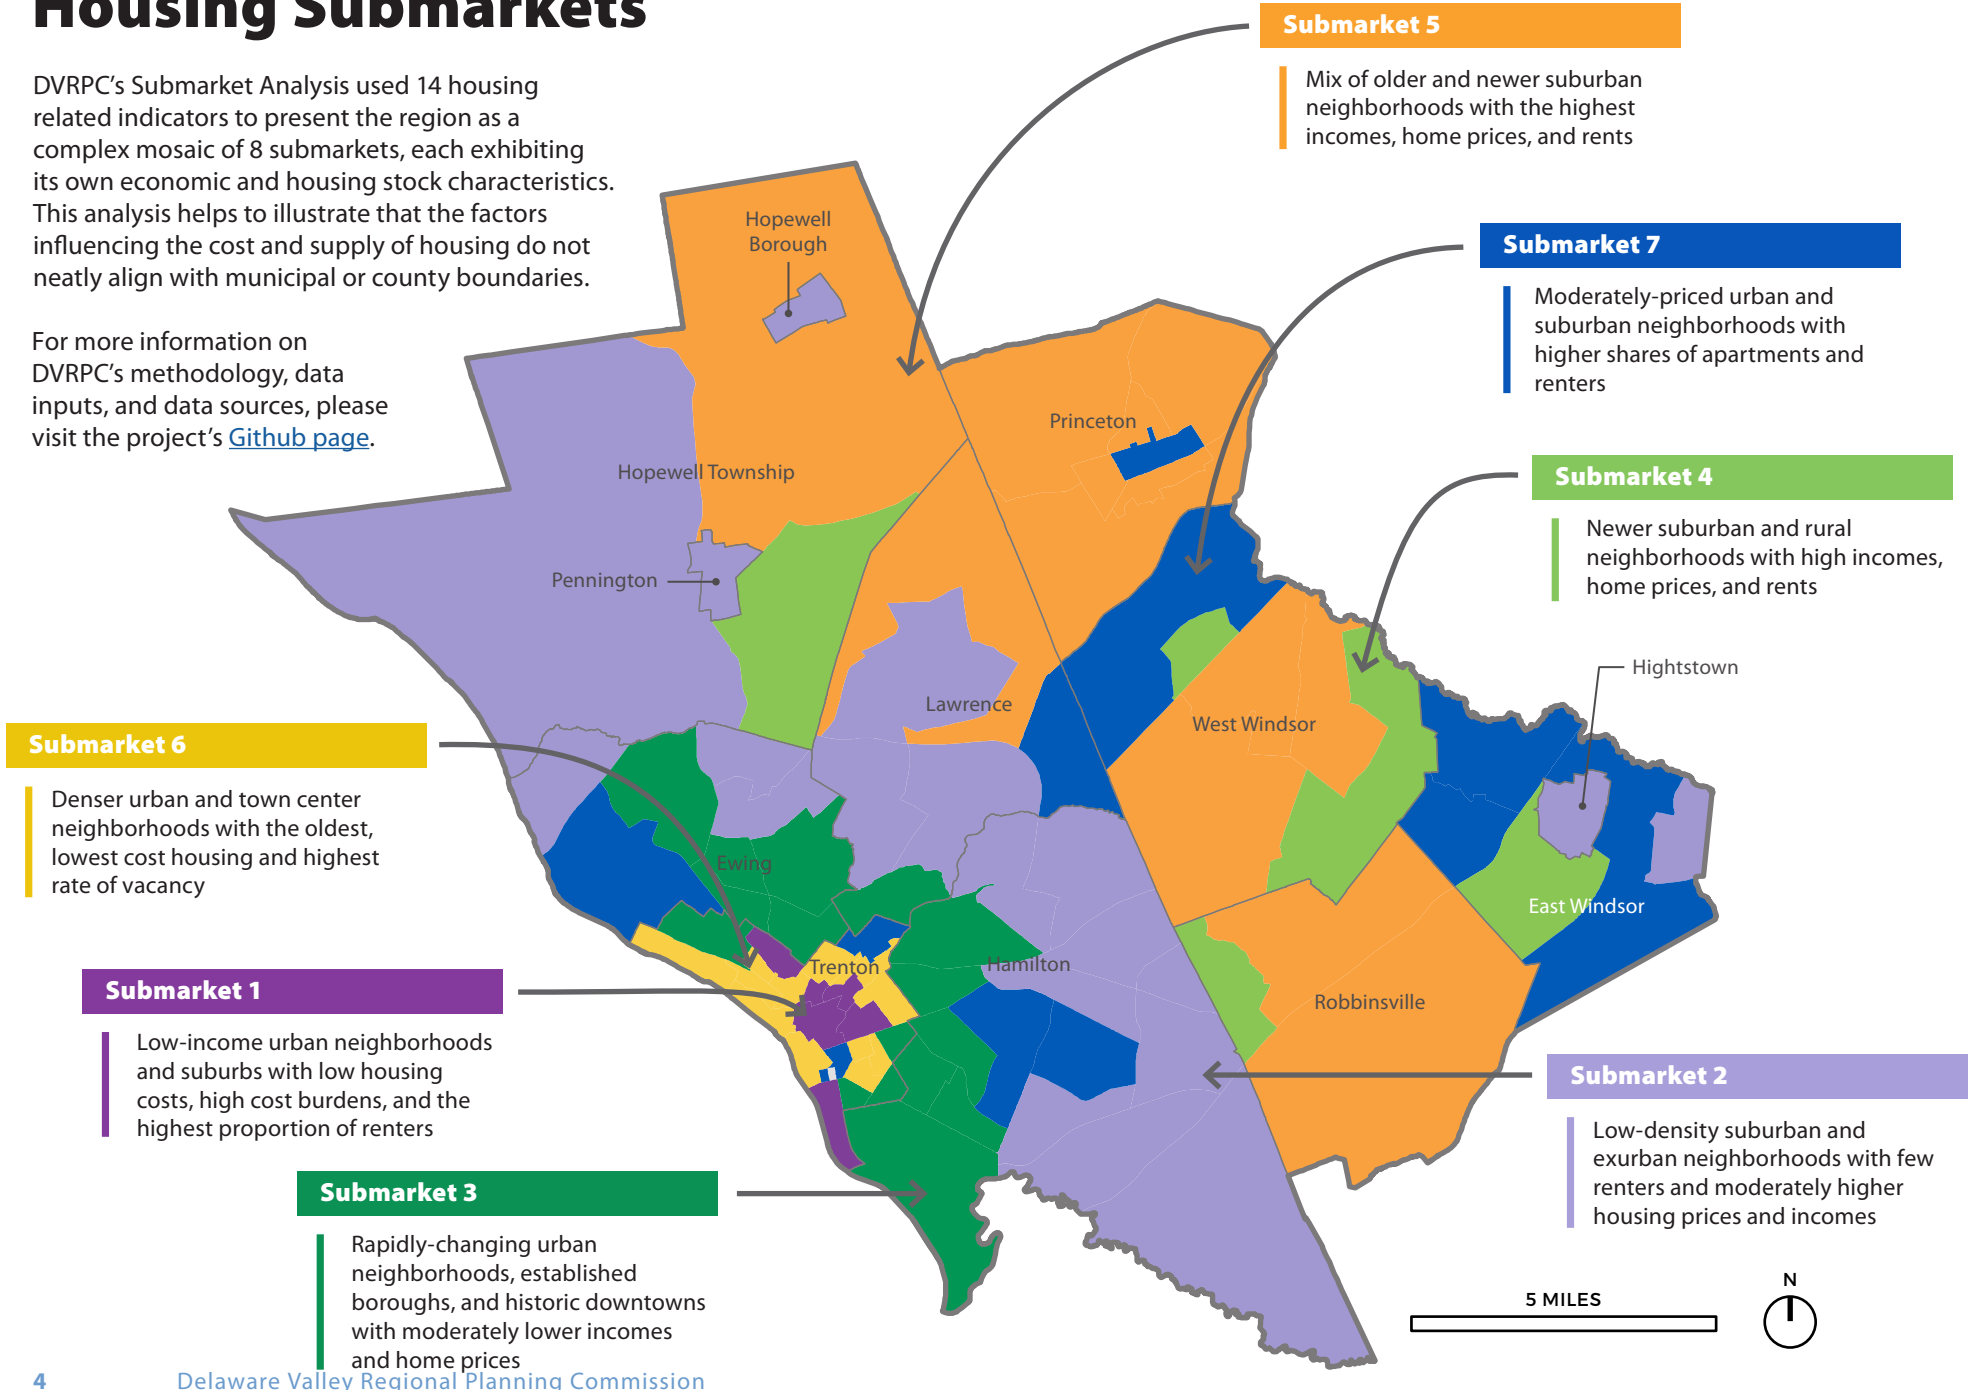 Housing Submarkets
DVRPC's Submarket Analysis used 14 housing
related indicators to present the region as a
complex mosaic of 8 submarkets, each exhibiting
its own economic and housing stock characteristics.
This analysis helps to illustrate that the factors
influencing the cost and supply of housing do not
neatly align with municipal or county boundaries.
For more information on
DVRPC's methodology, data
inputs, and data sources, please
visit the project's Github page.
Submarket 5
Mix of older and newer suburban
neighborhoods with the highest
incomes, home prices, and rents
Submarket 7
Moderately-priced urban and
suburban neighborhoods with
higher shares of apartments and
renters
Submarket 4
Newer suburban and rural
neighborhoods with high incomes,
home prices, and rents
Hopewell
Borough
Princeton
Hopewell Township
Pennington
Hightstown
Lawrence
West Windsor
Submarket 6
Denser urban and town center
neighborhoods with the oldest,
lowest cost housing and highest
rate of vacancy
Ewing
East Windsor
Trenton
Hamilton
Robbinsville
Submarket 1
Low-income urban neighborhoods
and suburbs with low housing
costs, high cost burdens, and the
highest proportion of renters
Submarket 2
Low-density suburban and
exurban neighborhoods with few
renters and moderately higher
housing prices and incomes
Submarket 3
Rapidly-changing urban
neighborhoods, established
boroughs, and historic downtowns
with moderately lower incomes
and home prices
5 MILES
N
4
Delaware Valley Regional Planning Commission